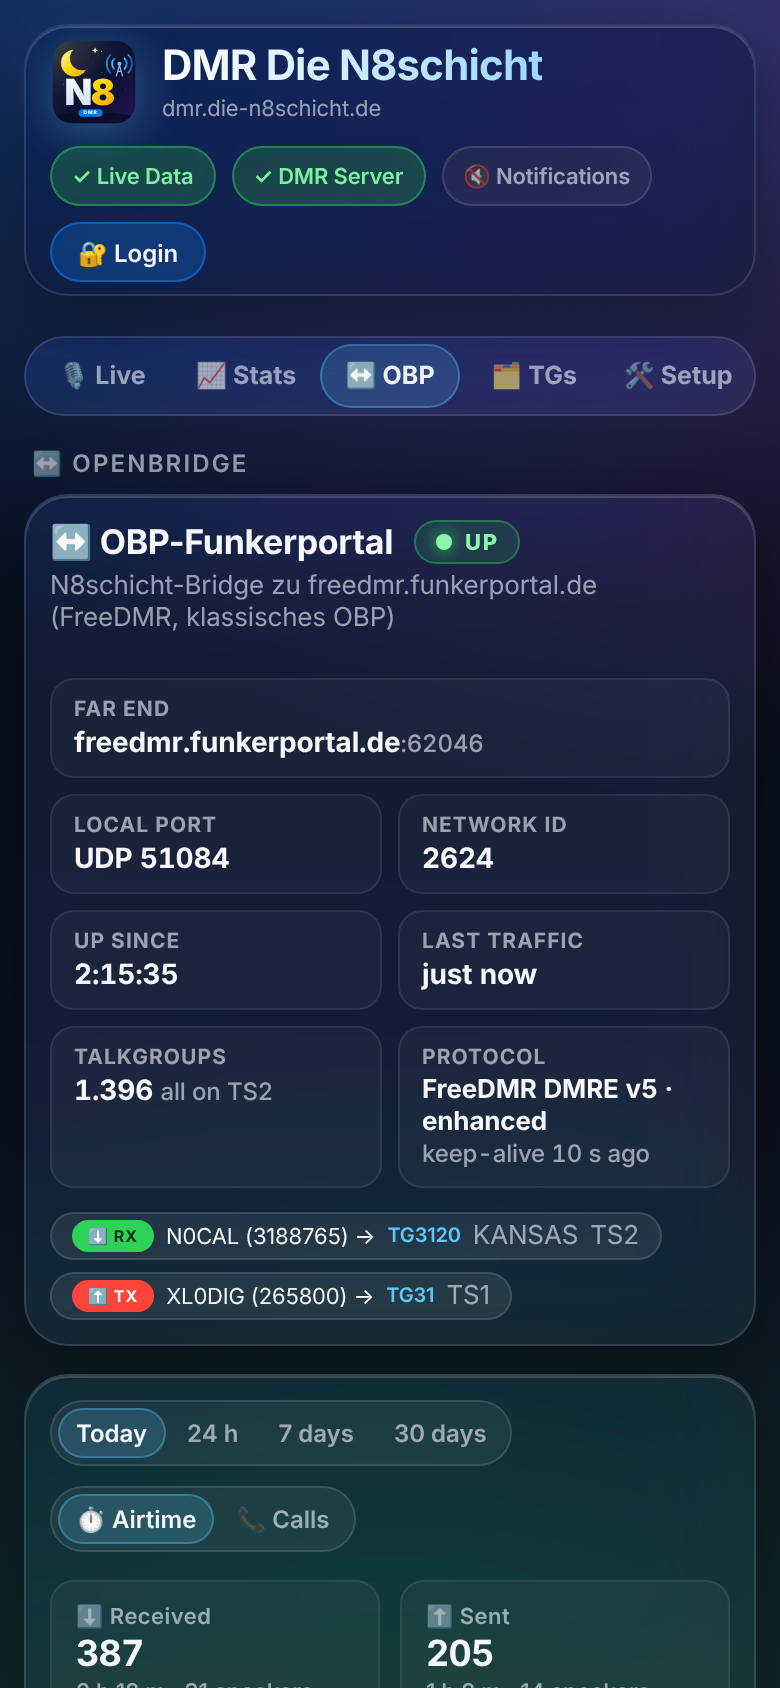 N8
DMR
DMR Die N8schicht
dmr.die-n8schicht.de
✓ Live Data
✓ DMR Server
Notifications
Login
Live
Stats
OBP
TGs
Setup
OPENBRIDGE
OBP-Funkerportal
UP
N8schicht-Bridge zu freedmr.funkerportal.de
(FreeDMR, klassisches OBP)
FAR END
freedmr.funkerportal.de:62046
LOCAL PORT
UDP 51084
NETWORK ID
2624
UP SINCE
2:15:35
LAST TRAFFIC
just now
TALKGROUPS
1.396 all on TS2
PROTOCOL
FreeDMR DMRE v5 ·
enhanced
keep-alive 10 s ago
RX N0CAL (3188765) → TG3120 KANSAS TS2
TX XL0DIG (265800) → TG31 TS1
Today
24 h
7 days
30 days
Airtime
Calls
Received
387
Sent
205